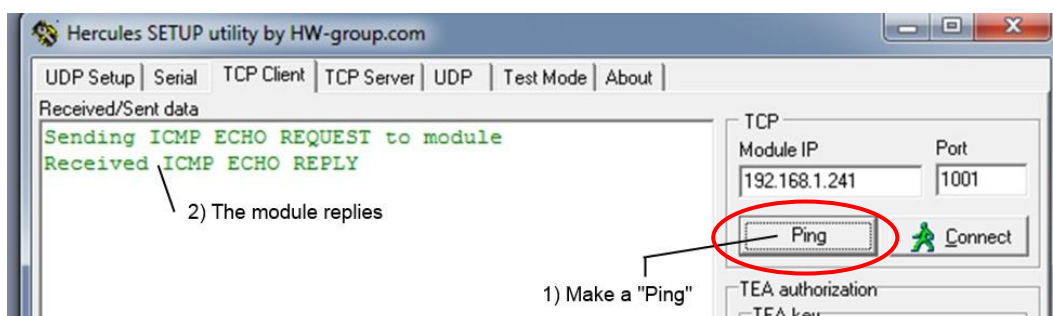 Hercules SETUP utility by HW-group.com
UDP Setup Serial TCP Client TCP Server UDP Test Mode About
Received/Sent data
Sending ICMP ECHO REQUEST to module
Received ICMP ECHO REPLY
2) The module replies
TCP
Module IP Port
192.168.1.241 1001
Ping Connect
1) Make a "Ping"
TEA authorization
TEA key